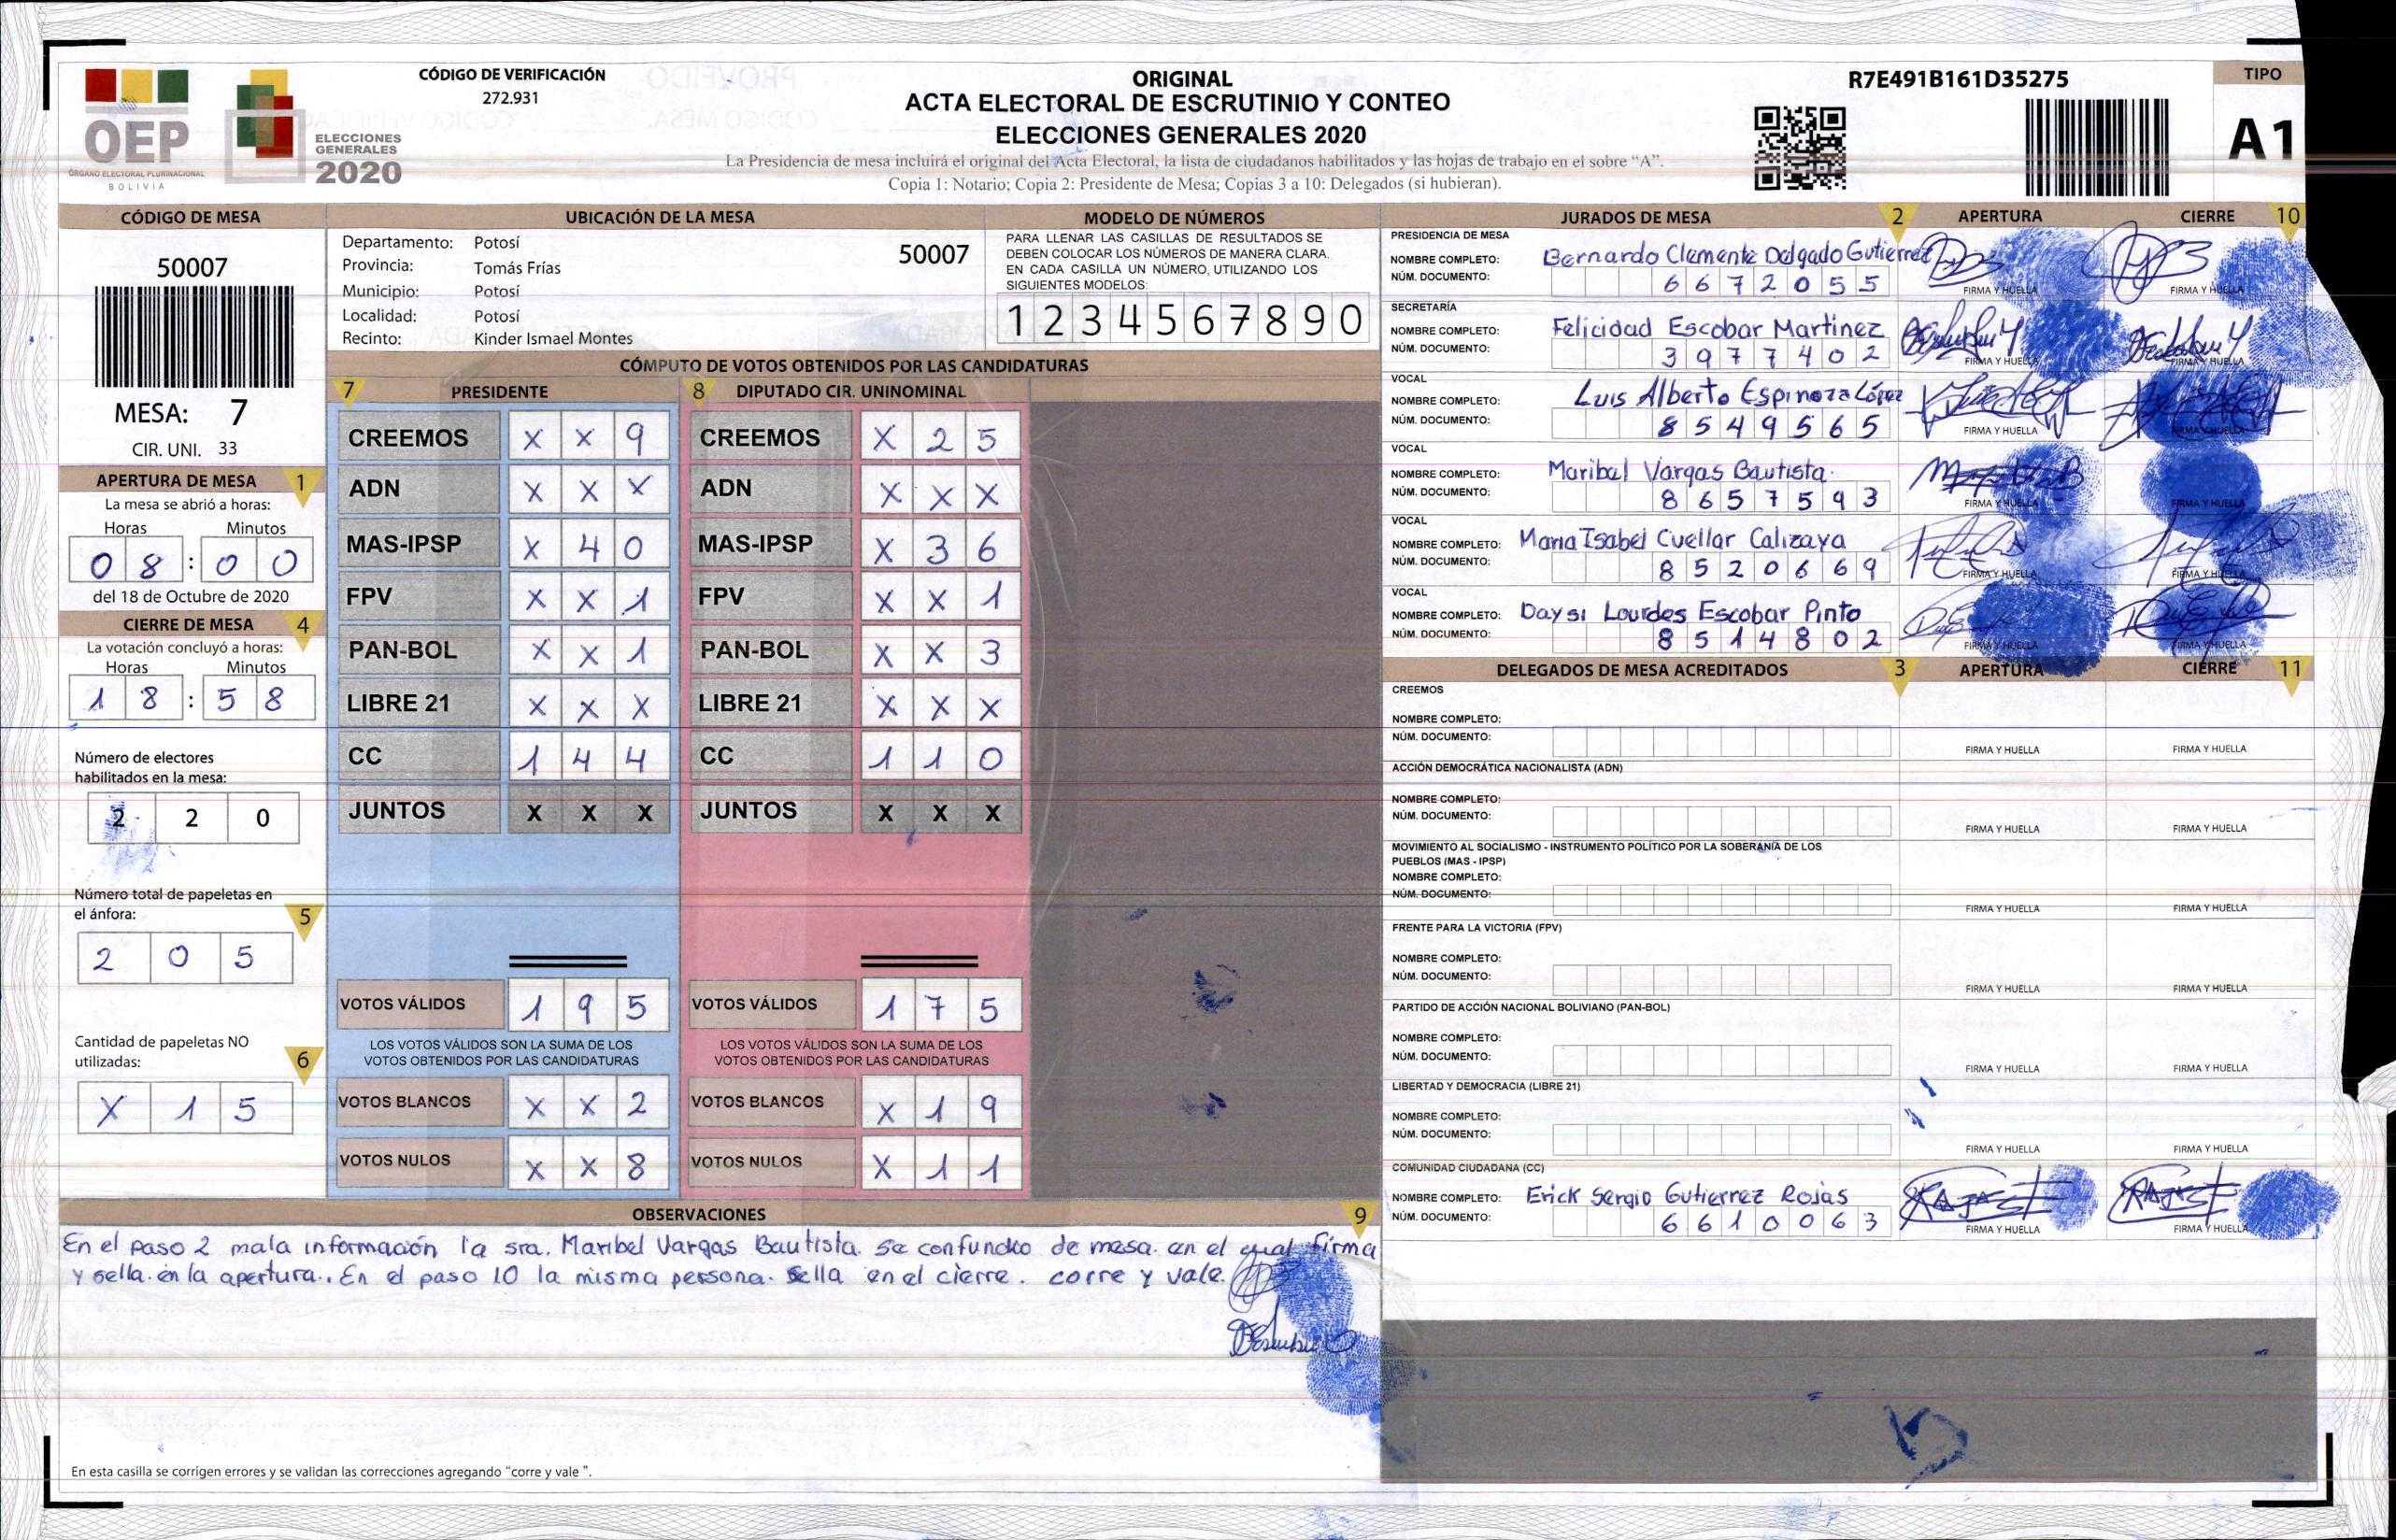 CÓDIGO DE VERIFICACIÓN
272.931
ORIGINAL
ACTA ELECTORAL DE ESCRUTINIO Y CONTEO
ELECCIONES GENERALES 2020
La Presidencia de mesa incluirá el original del Acta Electoral, la lista de ciudadanos habilitados y las hojas de trabajo en el sobre “A”.
Copia 1: Notario; Copia 2: Presidente de Mesa; Copias 3 a 10: Delegados (si hubieran).
R7E491B161D35275
TIPO
A1
OEP
ÓRGANO ELECTORAL PLURINACIONAL
BOLIVIA
ELECCIONES
GENERALES
2020
CÓDIGO DE MESA
50007
MESA: 7
CIR. UNI. 33
APERTURA DE MESA 1
La mesa se abrió a horas:
Horas Minutos
0 8 : 0 0
del 18 de Octubre de 2020
CIERRE DE MESA 4
La votación concluyó a horas:
Horas Minutos
1 8 : 5 8
Número de electores
habilitados en la mesa:
2 2 0
Número total de papeletas en
el ánfora: 5
2 0 5
Cantidad de papeletas NO
utilizadas: 6
X 1 5
UBICACIÓN DE LA MESA
Departamento: Potosí
50007
Provincia: Tomás Frías
Municipio: Potosí
Localidad: Potosí
Recinto: Kinder Ismael Montes
MODELO DE NÚMEROS
PARA LLENAR LAS CASILLAS DE RESULTADOS SE
DEBEN COLOCAR LOS NÚMEROS DE MANERA CLARA.
EN CADA CASILLA UN NÚMERO, UTILIZANDO LOS
SIGUIENTES MODELOS:
1 2 3 4 5 6 7 8 9 0
CÓMPUTO DE VOTOS OBTENIDOS POR LAS CANDIDATURAS
7 PRESIDENTE 8 DIPUTADO CIR. UNINOMINAL
CREEMOS X X 9 CREEMOS X 2 5
ADN X X X ADN X X X
MAS-IPSP X 4 0 MAS-IPSP X 3 6
FPV X X 1 FPV X X 1
PAN-BOL X X 1 PAN-BOL X X 3
LIBRE 21 X X X LIBRE 21 X X X
CC 1 4 4 CC 1 1 0
JUNTOS X X X JUNTOS X X X
VOTOS VÁLIDOS 1 9 5 VOTOS VÁLIDOS 1 7 5
LOS VOTOS VÁLIDOS SON LA SUMA DE LOS LOS VOTOS VÁLIDOS SON LA SUMA DE LOS
VOTOS OBTENIDOS POR LAS CANDIDATURAS VOTOS OBTENIDOS POR LAS CANDIDATURAS
VOTOS BLANCOS X X 2 VOTOS BLANCOS X 1 9
VOTOS NULOS X X 8 VOTOS NULOS X 1 1
OBSERVACIONES 9
En el paso 2 mala información la sra. Maribel Vargas Bautista. se confundio de mesa. en el cual firma
y sella. en la apertura.. En el paso 10 la misma persona. sella en el cierre. corre y vale.
En esta casilla se corrigen errores y se validan las correcciones agregando “corre y vale ”.
JURADOS DE MESA 2 APERTURA CIERRE 10
PRESIDENCIA DE MESA
NOMBRE COMPLETO: Bernardo Clemente Delgado Gutierrez
NÚM. DOCUMENTO: 6 6 7 2 0 5 5
FIRMA Y HUELLA FIRMA Y HUELLA
SECRETARÍA
NOMBRE COMPLETO: Felicidad Escobar Martinez
NÚM. DOCUMENTO: 3 9 7 7 4 0 2
FIRMA Y HUELLA FIRMA Y HUELLA
VOCAL
NOMBRE COMPLETO: Luis Alberto Espinoza López
NÚM. DOCUMENTO: 8 5 4 9 5 6 5
FIRMA Y HUELLA FIRMA Y HUELLA
VOCAL
NOMBRE COMPLETO: Maribel Vargas Bautista.
NÚM. DOCUMENTO: 8 6 5 7 5 9 3
FIRMA Y HUELLA FIRMA Y HUELLA
VOCAL
NOMBRE COMPLETO: Maria Isabel Cuellar Calizaya
NÚM. DOCUMENTO: 8 5 2 0 6 6 9
FIRMA Y HUELLA FIRMA Y HUELLA
VOCAL
NOMBRE COMPLETO: Daysi Lourdes Escobar Pinto
NÚM. DOCUMENTO: 8 5 1 4 8 0 2
FIRMA Y HUELLA FIRMA Y HUELLA
DELEGADOS DE MESA ACREDITADOS 3 APERTURA CIERRE 11
CREEMOS
NOMBRE COMPLETO:
NÚM. DOCUMENTO:
FIRMA Y HUELLA FIRMA Y HUELLA
ACCIÓN DEMOCRÁTICA NACIONALISTA (ADN)
NOMBRE COMPLETO:
NÚM. DOCUMENTO:
FIRMA Y HUELLA FIRMA Y HUELLA
MOVIMIENTO AL SOCIALISMO - INSTRUMENTO POLÍTICO POR LA SOBERANÍA DE LOS
PUEBLOS (MAS - IPSP)
NOMBRE COMPLETO:
NÚM. DOCUMENTO:
FIRMA Y HUELLA FIRMA Y HUELLA
FRENTE PARA LA VICTORIA (FPV)
NOMBRE COMPLETO:
NÚM. DOCUMENTO:
FIRMA Y HUELLA FIRMA Y HUELLA
PARTIDO DE ACCIÓN NACIONAL BOLIVIANO (PAN-BOL)
NOMBRE COMPLETO:
NÚM. DOCUMENTO:
FIRMA Y HUELLA FIRMA Y HUELLA
LIBERTAD Y DEMOCRACIA (LIBRE 21)
NOMBRE COMPLETO:
NÚM. DOCUMENTO:
FIRMA Y HUELLA FIRMA Y HUELLA
COMUNIDAD CIUDADANA (CC)
NOMBRE COMPLETO: Erick Sergio Gutierrez Rojas
NÚM. DOCUMENTO: 6 6 1 0 0 6 3
FIRMA Y HUELLA FIRMA Y HUELLA